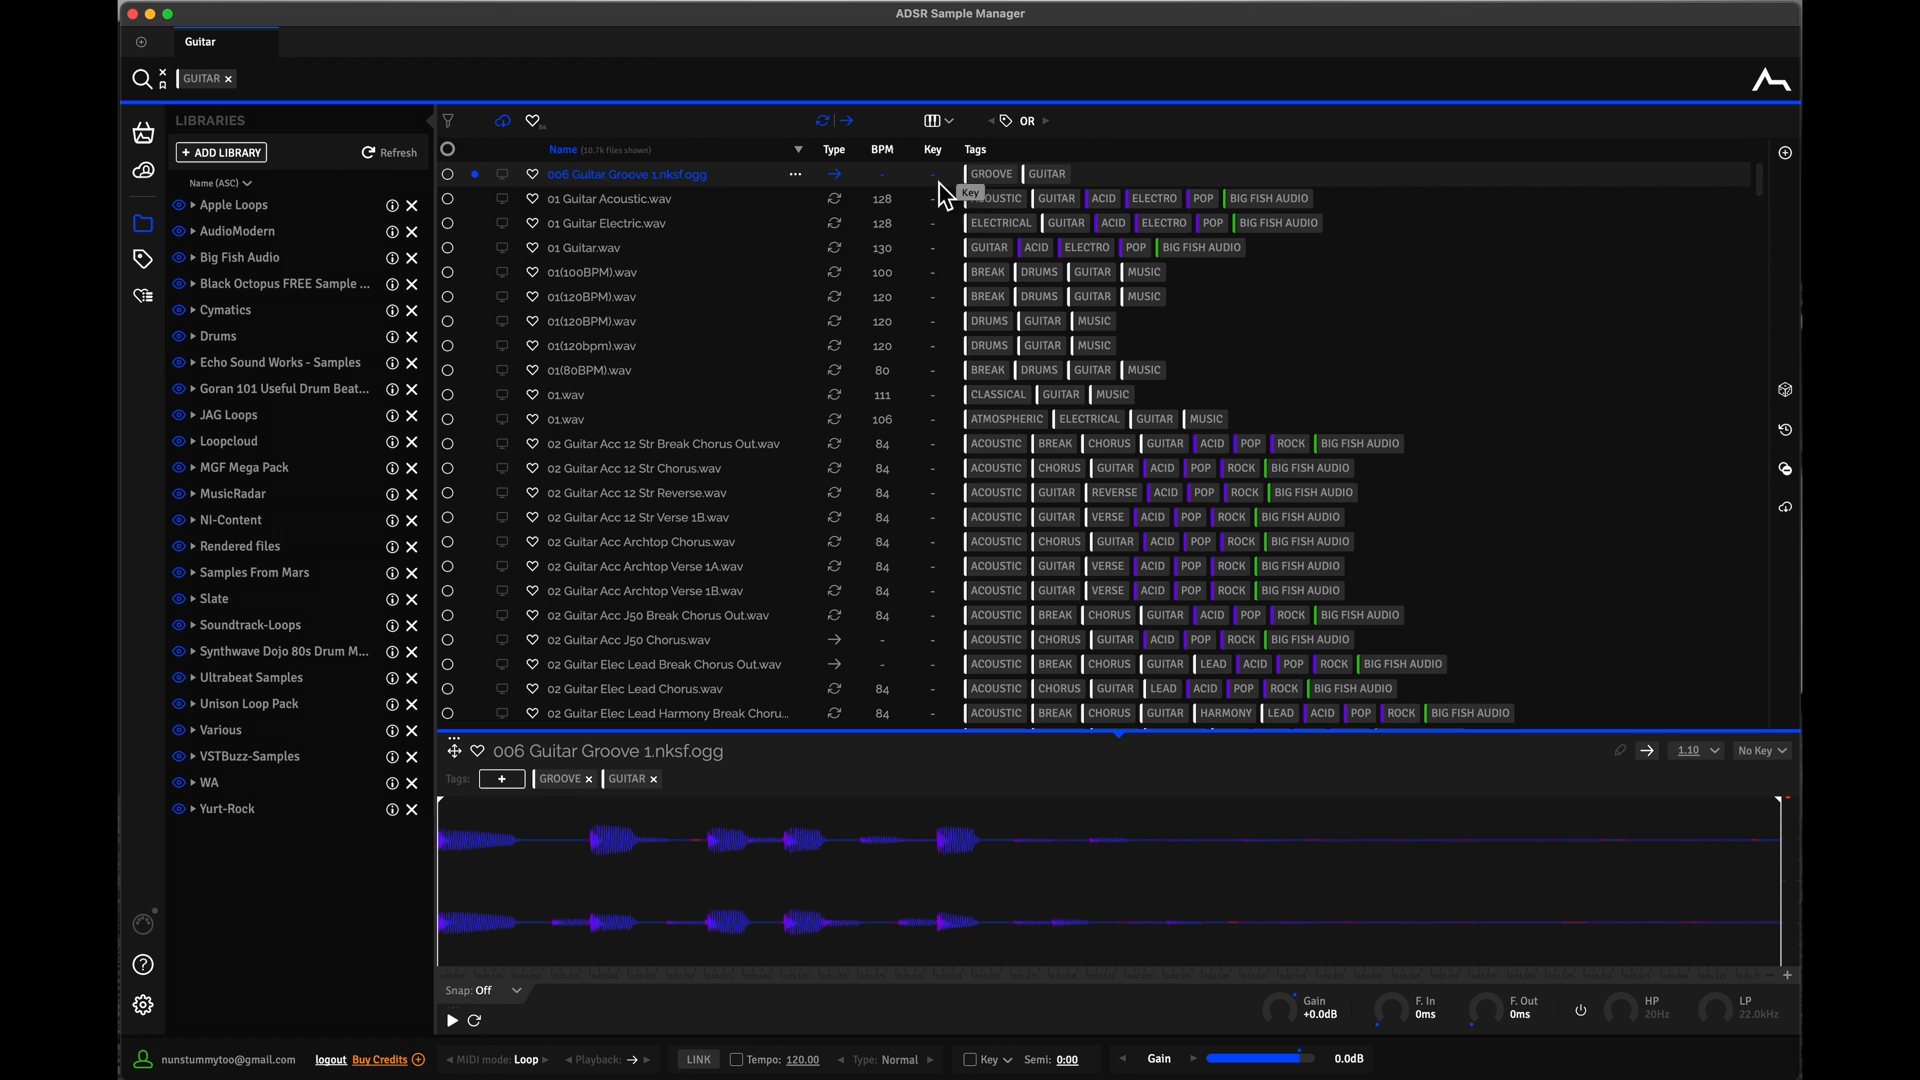 ADSR Sample Manager
Guitar
GUITAR
LIBRARIES
OR
+ ADD LIBRARY
Refresh
Name (10.7k files shown)
Type
BPM
Key
Tags
Name (ASC)
006 Guitar Groove 1.nksf.ogg - - GROOVE GUITAR
Key
01 Guitar Acoustic.wav 128 - GUITAR ACID ELECTRO POP BIG FISH AUDIO
01 Guitar Electric.wav 128 - ELECTRICAL GUITAR ACID ELECTRO POP BIG FISH AUDIO
01 Guitar.wav 130 - GUITAR ACID ELECTRO POP BIG FISH AUDIO
01(100BPM).wav 100 - BREAK DRUMS GUITAR MUSIC
01(120BPM).wav 120 - BREAK DRUMS GUITAR MUSIC
01(120BPM).wav 120 - DRUMS GUITAR MUSIC
01(120bpm).wav 120 - DRUMS GUITAR MUSIC
01(80BPM).wav 80 - BREAK DRUMS GUITAR MUSIC
01.wav 111 - CLASSICAL GUITAR MUSIC
01.wav 106 - ATMOSPHERIC ELECTRICAL GUITAR MUSIC
02 Guitar Acc 12 Str Break Chorus Out.wav 84 - ACOUSTIC BREAK CHORUS GUITAR ACID POP ROCK BIG FISH AUDIO
02 Guitar Acc 12 Str Chorus.wav 84 - ACOUSTIC CHORUS GUITAR ACID POP ROCK BIG FISH AUDIO
02 Guitar Acc 12 Str Reverse.wav 84 - ACOUSTIC GUITAR REVERSE ACID POP ROCK BIG FISH AUDIO
02 Guitar Acc 12 Str Verse 1B.wav 84 - ACOUSTIC GUITAR VERSE ACID POP ROCK BIG FISH AUDIO
02 Guitar Acc Archtop Chorus.wav 84 - ACOUSTIC CHORUS GUITAR ACID POP ROCK BIG FISH AUDIO
02 Guitar Acc Archtop Verse 1A.wav 84 - ACOUSTIC GUITAR VERSE ACID POP ROCK BIG FISH AUDIO
02 Guitar Acc Archtop Verse 1B.wav 84 - ACOUSTIC GUITAR VERSE ACID POP ROCK BIG FISH AUDIO
02 Guitar Acc J50 Break Chorus Out.wav 84 - ACOUSTIC BREAK CHORUS GUITAR ACID POP ROCK BIG FISH AUDIO
02 Guitar Acc J50 Chorus.wav - - ACOUSTIC CHORUS GUITAR ACID POP ROCK BIG FISH AUDIO
02 Guitar Elec Lead Break Chorus Out.wav - - ACOUSTIC BREAK CHORUS GUITAR LEAD ACID POP ROCK BIG FISH AUDIO
02 Guitar Elec Lead Chorus.wav 84 - ACOUSTIC CHORUS GUITAR LEAD ACID POP ROCK BIG FISH AUDIO
02 Guitar Elec Lead Harmony Break Choru... 84 - ACOUSTIC BREAK CHORUS GUITAR HARMONY LEAD ACID POP ROCK BIG FISH AUDIO
Apple Loops
AudioModern
Big Fish Audio
Black Octopus FREE Sample ...
Cymatics
Drums
Echo Sound Works - Samples
Goran 101 Useful Drum Beat...
JAG Loops
Loopcloud
MGF Mega Pack
MusicRadar
NI-Content
Rendered files
Samples From Mars
Slate
Soundtrack-Loops
Synthwave Dojo 80s Drum M...
Ultrabeat Samples
Unison Loop Pack
Various
VSTBuzz-Samples
WA
Yurt-Rock
006 Guitar Groove 1.nksf.ogg
1.10
No Key
Tags: + GROOVE GUITAR
Snap: Off
Gain +0.0dB
F. In 0ms
F. Out 0ms
HP 20Hz
LP 22.0kHz
nunstummytoo@gmail.com logout Buy Credits
MIDI mode: Loop Playback: LINK Tempo: 120.00 Type: Normal Key Semi: 0:00 Gain 0.0dB